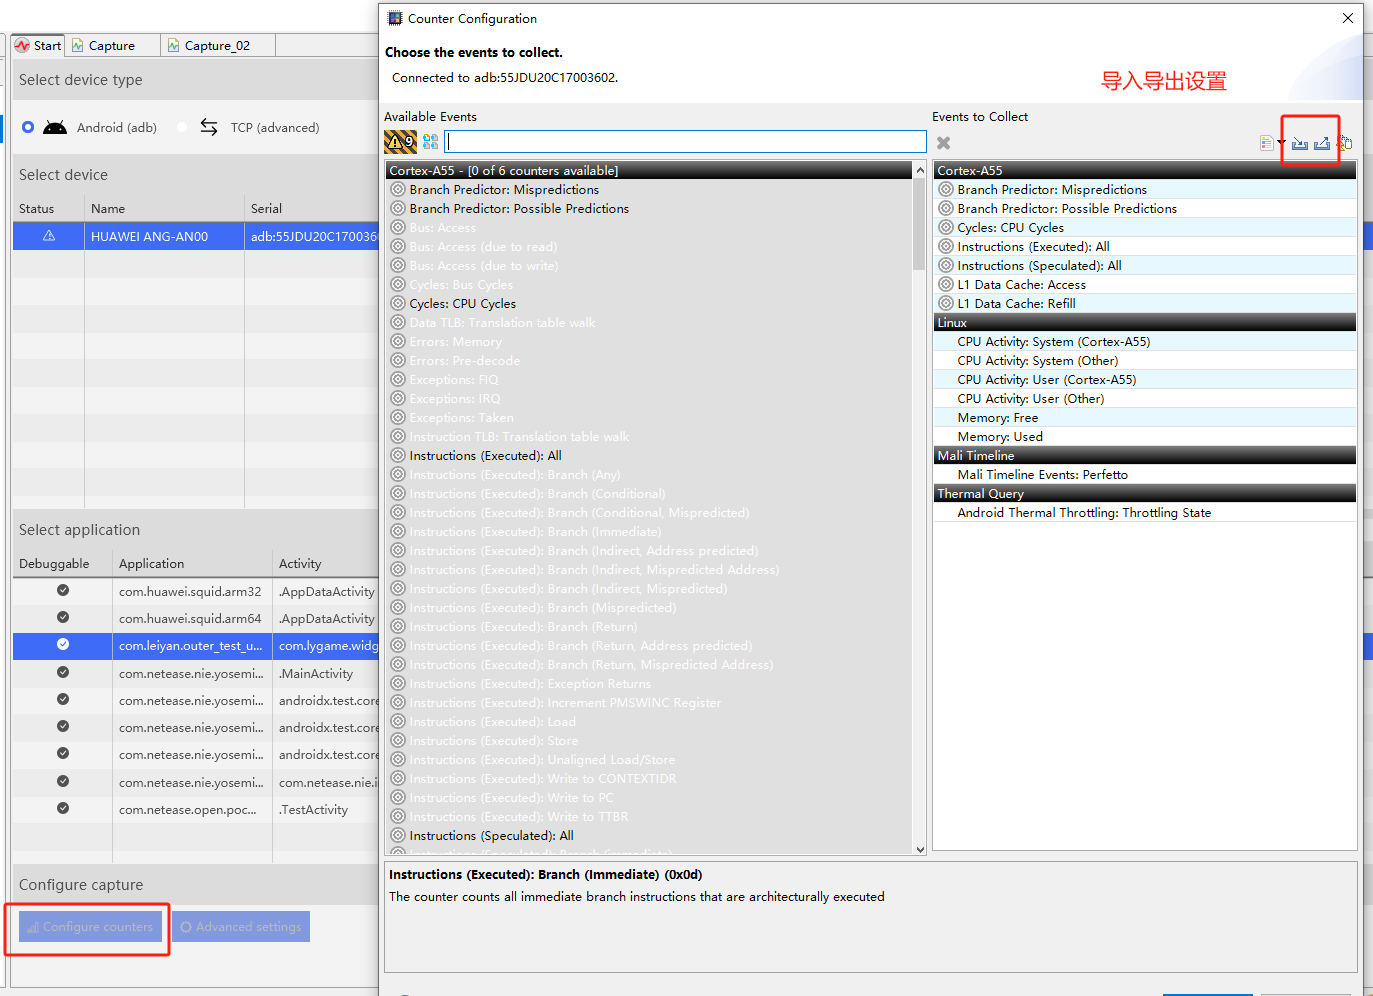 Start
Capture
Capture_02
Select device type
Android (adb)
TCP (advanced)
Select device
Status
Name
Serial
HUAWEI ANG-AN00
adb:55JDU20C1700360
Select application
Debuggable
Application
Activity
com.huawei.squid.arm32
.AppDataActivity
com.huawei.squid.arm64
.AppDataActivity
com.leiyan.outer_test_u...
com.lygame.widg
com.netease.nie.yosemi...
.MainActivity
com.netease.nie.yosemi...
androidx.test.core
com.netease.nie.yosemi...
androidx.test.core
com.netease.nie.yosemi...
androidx.test.core
com.netease.nie.yosemi...
com.netease.nie.i
com.netease.open.poc...
.TestActivity
Configure capture
Configure counters
Advanced settings
Counter Configuration
Choose the events to collect.
Connected to adb:55JDU20C17003602.
导入导出设置
Available Events
9
Cortex-A55 - [0 of 6 counters available]
Branch Predictor: Mispredictions
Branch Predictor: Possible Predictions
Bus: Access
Bus: Access (due to read)
Bus: Access (due to write)
Cycles: Bus Cycles
Cycles: CPU Cycles
Data TLB: Translation table walk
Errors: Memory
Errors: Pre-decode
Exceptions: FIQ
Exceptions: IRQ
Exceptions: Taken
Instruction TLB: Translation table walk
Instructions (Executed): All
Instructions (Executed): Branch (Any)
Instructions (Executed): Branch (Conditional)
Instructions (Executed): Branch (Conditional, Mispredicted)
Instructions (Executed): Branch (Immediate)
Instructions (Executed): Branch (Indirect, Address predicted)
Instructions (Executed): Branch (Indirect, Mispredicted Address)
Instructions (Executed): Branch (Indirect, Mispredicted)
Instructions (Executed): Branch (Mispredicted)
Instructions (Executed): Branch (Return)
Instructions (Executed): Branch (Return, Address predicted)
Instructions (Executed): Branch (Return, Mispredicted Address)
Instructions (Executed): Exception Returns
Instructions (Executed): Increment PMSWINC Register
Instructions (Executed): Load
Instructions (Executed): Store
Instructions (Executed): Unaligned Load/Store
Instructions (Executed): Write to CONTEXTIDR
Instructions (Executed): Write to PC
Instructions (Executed): Write to TTBR
Instructions (Speculated): All
Instructions (Speculated): Branch (immediate)
Events to Collect
Cortex-A55
Branch Predictor: Mispredictions
Branch Predictor: Possible Predictions
Cycles: CPU Cycles
Instructions (Executed): All
Instructions (Speculated): All
L1 Data Cache: Access
L1 Data Cache: Refill
Linux
CPU Activity: System (Cortex-A55)
CPU Activity: System (Other)
CPU Activity: User (Cortex-A55)
CPU Activity: User (Other)
Memory: Free
Memory: Used
Mali Timeline
Mali Timeline Events: Perfetto
Thermal Query
Android Thermal Throttling: Throttling State
Instructions (Executed): Branch (Immediate) (0x0d)
The counter counts all immediate branch instructions that are architecturally executed